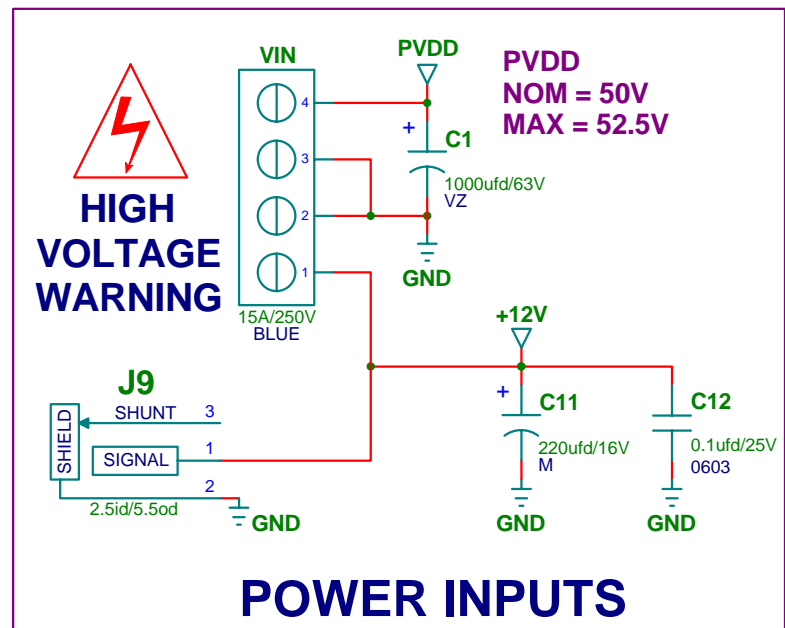 VIN
4
3
2
1
15A/250V
BLUE
PVDD
+
C1
1000ufd/63V
VZ
GND
PVDD
NOM = 50V
MAX = 52.5V
HIGH
VOLTAGE
WARNING
+12V
+
C11
220ufd/16V
M
GND
C12
0.1ufd/25V
0603
GND
J9
SHIELD
SHUNT
3
SIGNAL
1
2
2.5id/5.5od
GND
POWER INPUTS